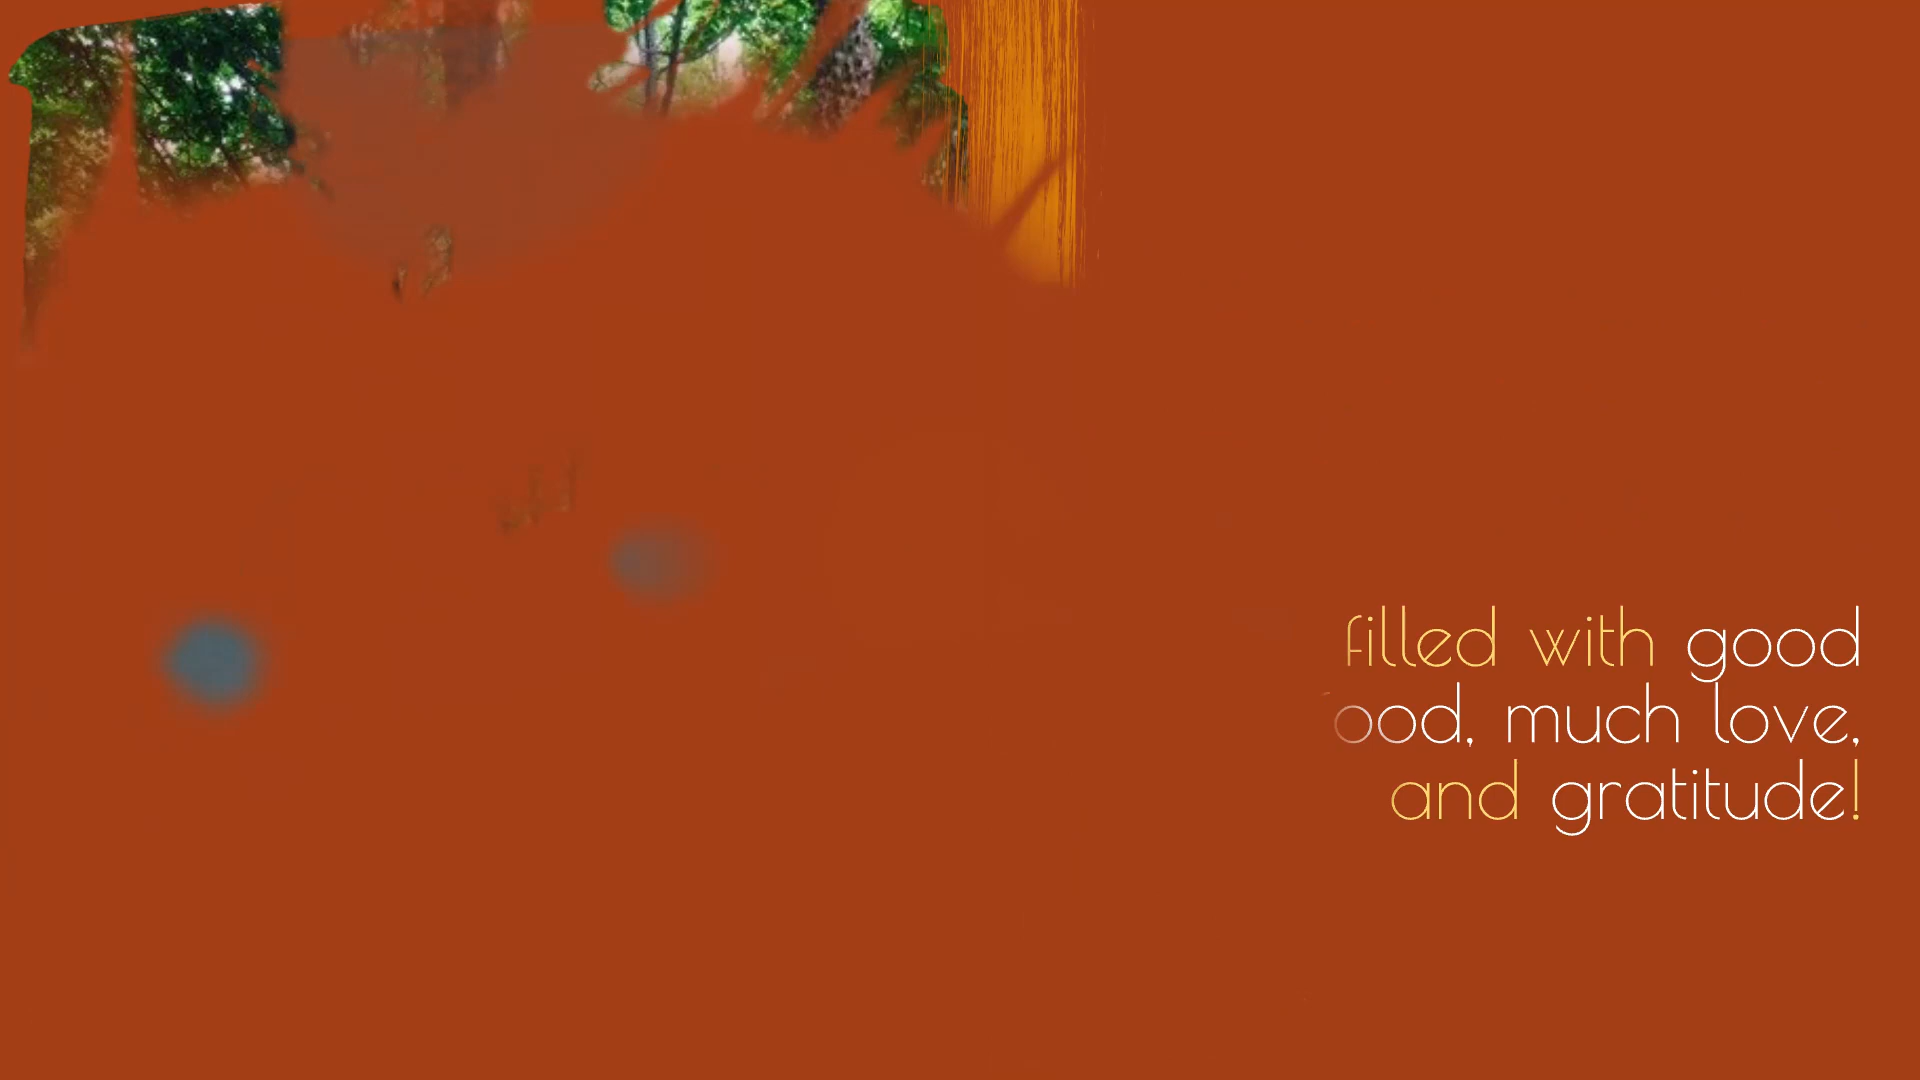 filled with good
ood, much love,
and gratitude!